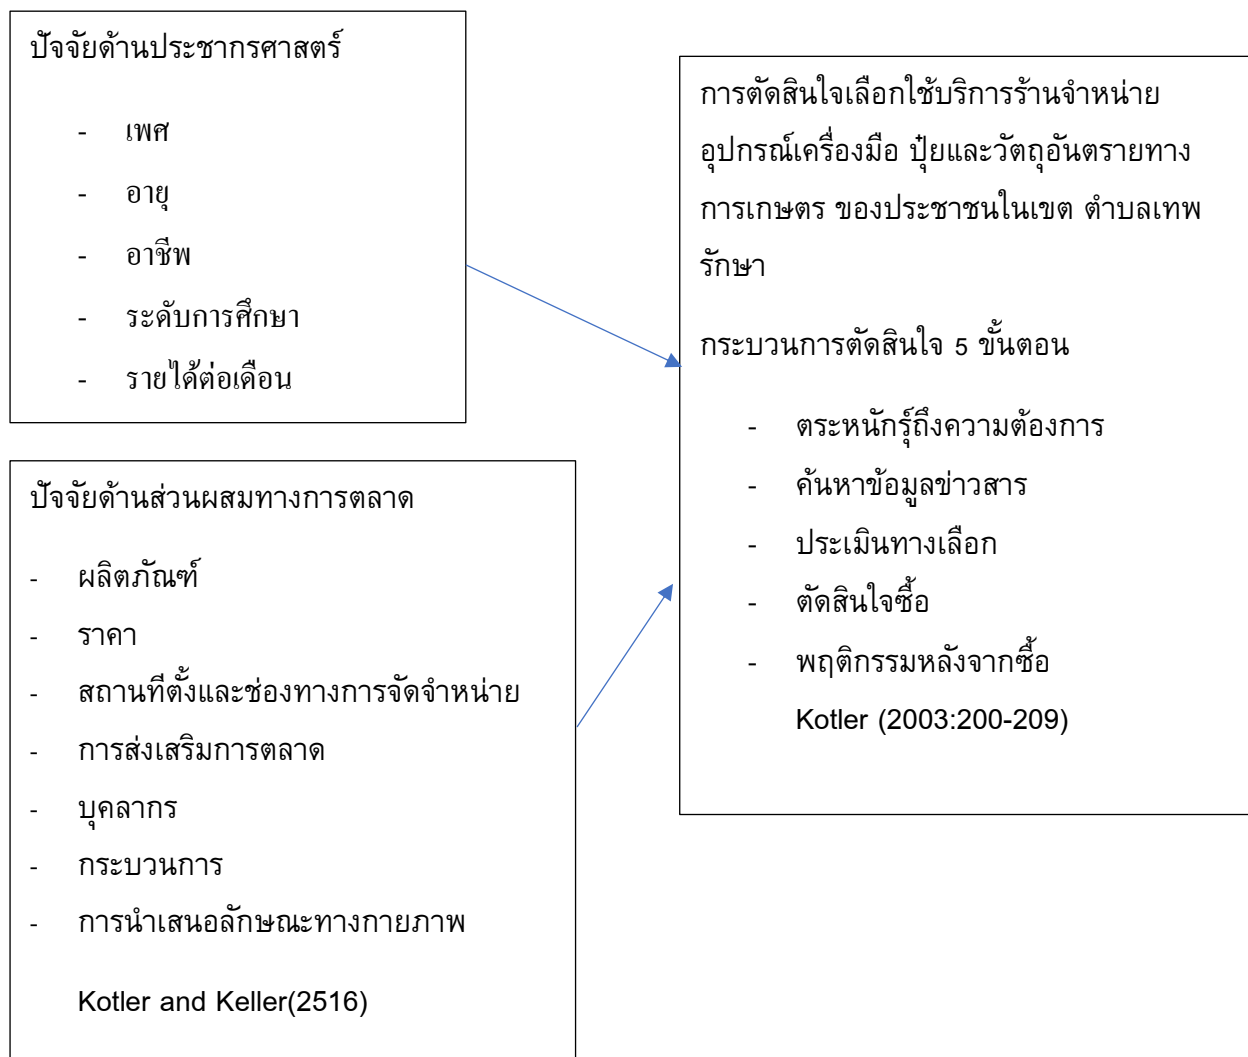 ปัจจัยด้านประชากรศาสตร์
- เพศ
- อายุ
- อาชีพ
- ระดับการศึกษา
- รายได้ต่อเดือน
ปัจจัยด้านส่วนผสมทางการตลาด
- ผลิตภัณฑ์
- ราคา
- สถานที่ตั้งและช่องทางการจัดจำหน่าย
- การส่งเสริมการตลาด
- บุคลากร
- กระบวนการ
- การนำเสนอลักษณะทางกายภาพ
Kotler and Keller(2516)
การตัดสินใจเลือกใช้บริการร้านจำหน่าย
อุปกรณ์เครื่องมือ ปุ๋ยและวัตถุอันตรายทาง
การเกษตร ของประชาชนในเขต ตำบลเทพ
รักษา
กระบวนการตัดสินใจ 5 ขั้นตอน
- ตระหนักรุ้ถึงความต้องการ
- ค้นหาข้อมูลข่าวสาร
- ประเมินทางเลือก
- ตัดสินใจซื้อ
- พฤติกรรมหลังจากซื้อ
Kotler (2003:200-209)